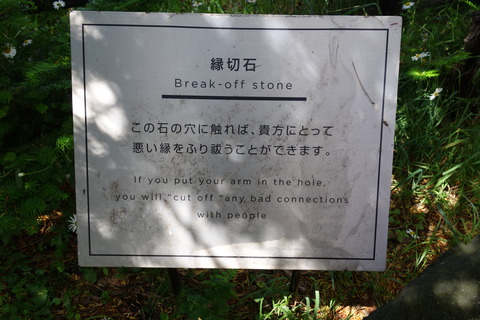 縁切石
Break-off stone
この石の穴に触れば、貴方にとって
悪い縁をふり祓うことができます。
If you put your arm in the hole,
you will "cut off "any bad connections
with people